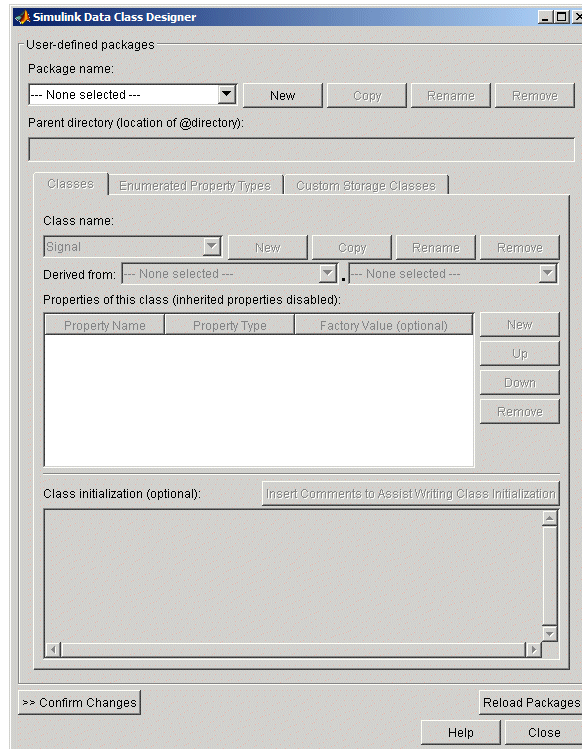 Simulink Data Class Designer
User-defined packages
Package name:
--- None selected --- New Copy Rename Remove
Parent directory (location of @directory):
Classes Enumerated Property Types Custom Storage Classes
Class name:
Signal New Copy Rename Remove
Derived from: --- None selected --- . --- None selected ---
Properties of this class (inherited properties disabled):
Property Name Property Type Factory Value (optional) New
Up
Down
Remove
Class initialization (optional): Insert Comments to Assist Writing Class Initialization
>> Confirm Changes Reload Packages
Help Close